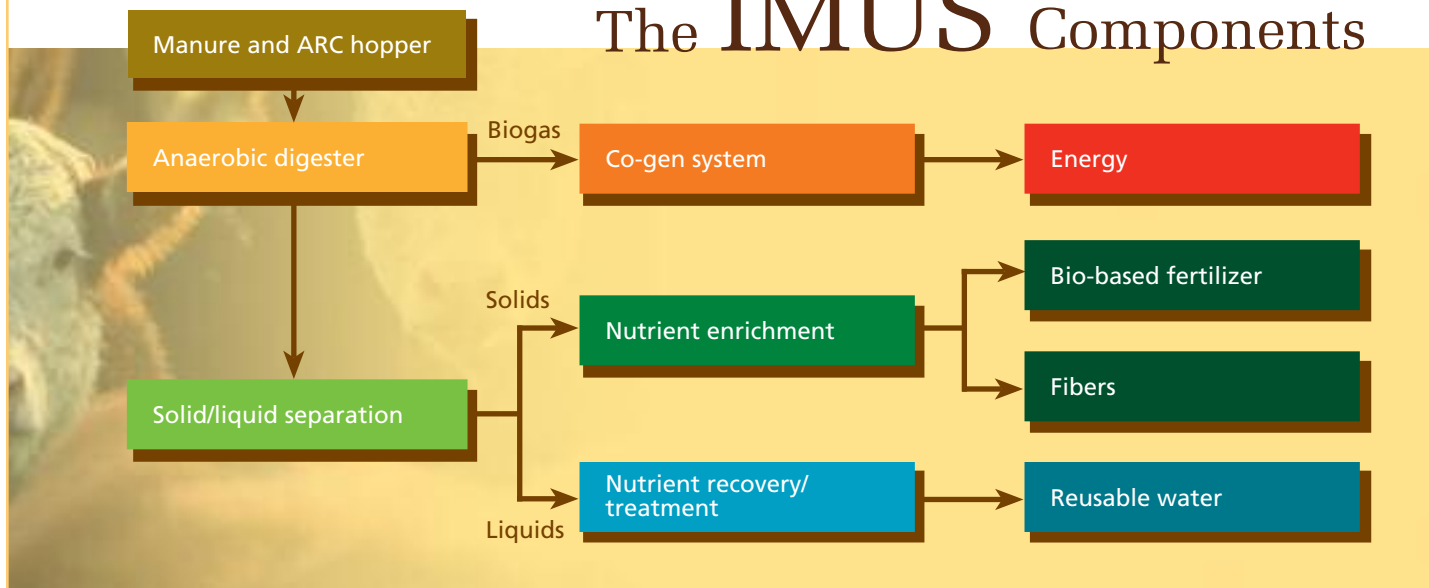 The IMUS Components
Manure and ARC hopper
Anaerobic digester
Biogas
Co-gen system
Energy
Bio-based fertilizer
Solids
Nutrient enrichment
Fibers
Solid/liquid separation
Nutrient recovery/
treatment
Reusable water
Liquids